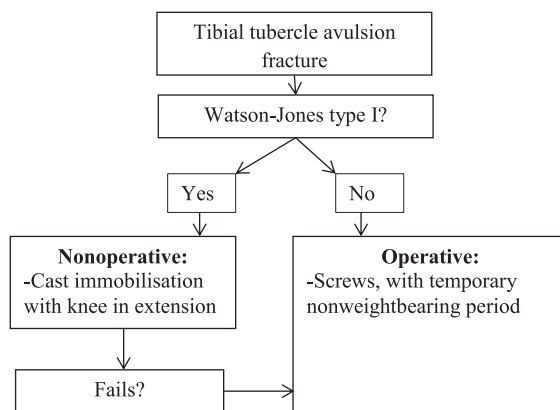 Tibial tubercle avulsion
fracture
Watson-Jones type I?
Yes
No
Nonoperative:
-Cast immobilisation
with knee in extension
Operative:
-Screws, with temporary
nonweightbearing period
Fails?